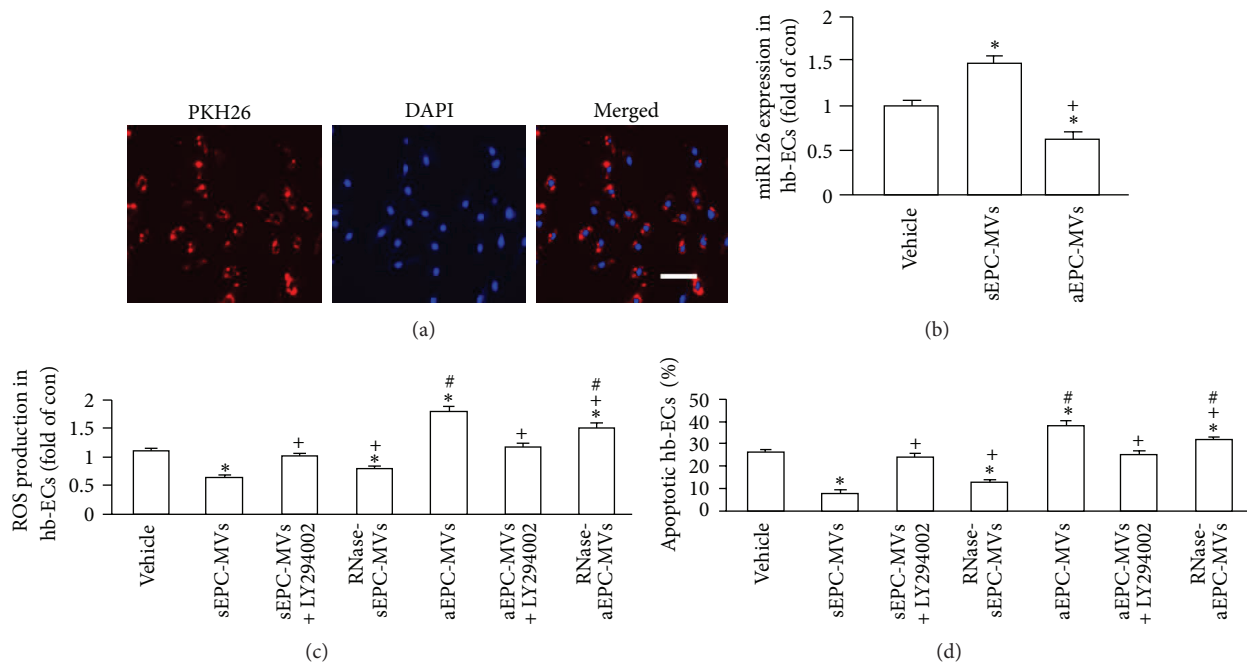 PKH26
DAPI
Merged
(a)
miR126 expression in
hb-ECs (fold of con)
2
1.5
1
0.5
0
*
+
*
Vehicle
sEPC-MVs
aEPC-MVs
(b)
ROS production in
hb-ECs (fold of con)
2
1.5
1
0.5
0
*
+
+
*
#
*
+
#
+
*
Vehicle
sEPC-MVs
sEPC-MVs
+ LY294002
RNase-
sEPC-MVs
aEPC-MVs
aEPC-MVs
+ LY294002
RNase-
aEPC-MVs
(c)
Apoptotic hb-ECs (%)
50
40
30
20
10
0
*
+
+
*
#
*
+
#
+
*
Vehicle
sEPC-MVs
sEPC-MVs
+ LY294002
RNase-
sEPC-MVs
aEPC-MVs
aEPC-MVs
+ LY294002
RNase-
aEPC-MVs
(d)